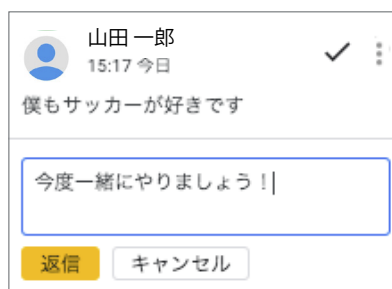 山田 一郎
15:17 今日
僕もサッカーが好きです
今度一緒にやりましょう！
返信
キャンセル